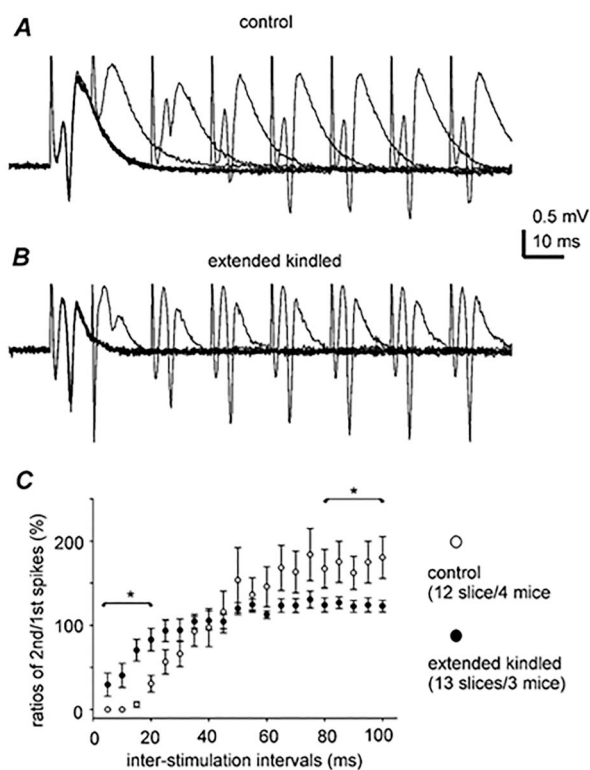 A
control
0.5 mV
10 ms
B
extended kindled
C
ratios of 2nd/1st spikes (%)
200
100
0
0
20
40
60
80
100
inter-stimulation intervals (ms)
*
*
control
(12 slice/4 mice
extended kindled
(13 slices/3 mice)